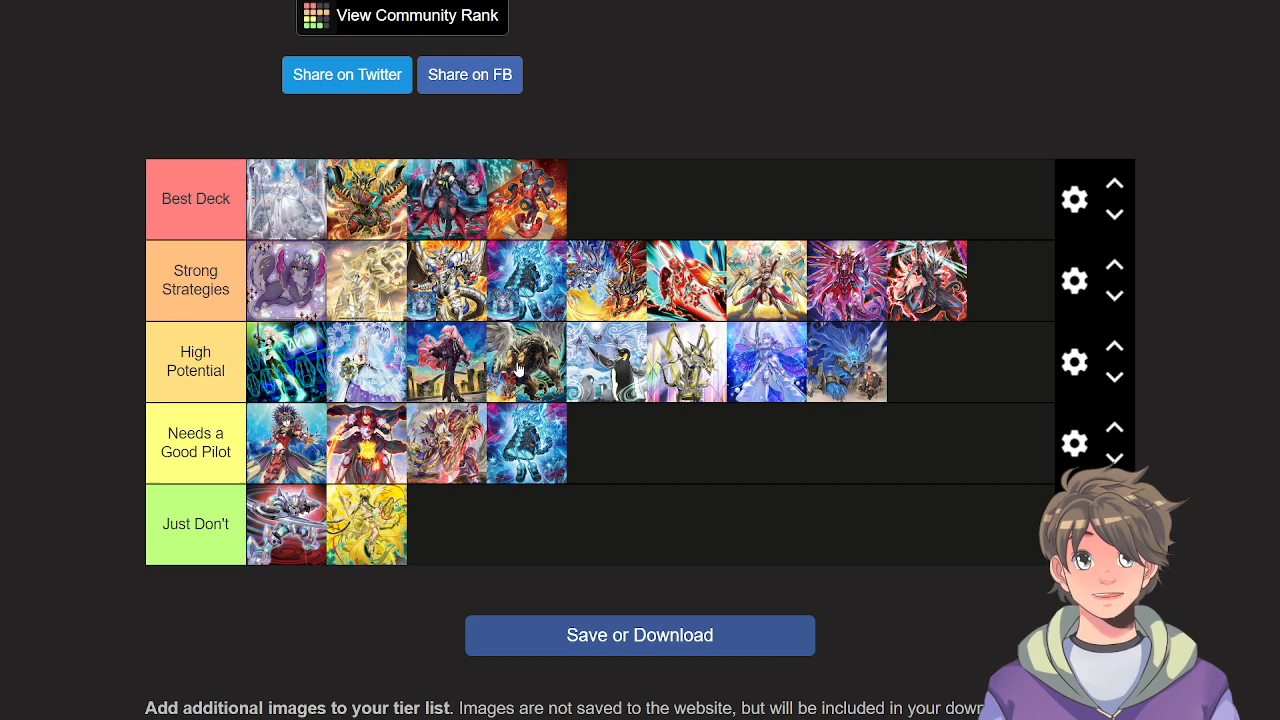 View Community Rank
Share on Twitter
Share on FB
Best Deck
Strong
Strategies
High
Potential
Needs a
Good Pilot
Just Don't
Save or Download
Add additional images to your tier list. Images are not saved to the website, but will be included in your down